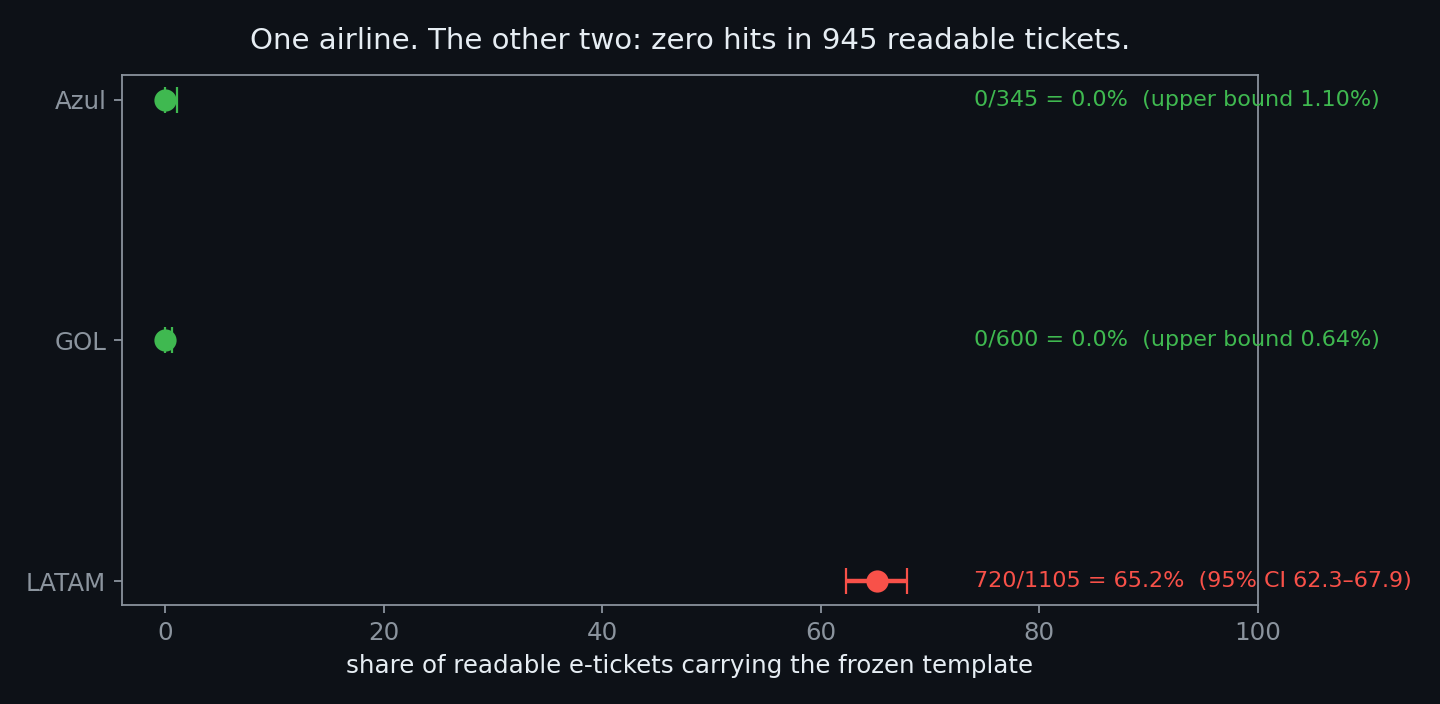 One airline. The other two: zero hits in 945 readable tickets.
Azul
0/345 = 0.0%  (upper bound 1.10%)
GOL
0/600 = 0.0%  (upper bound 0.64%)
LATAM
720/1105 = 65.2%  (95% CI 62.3–67.9)
0 20 40 60 80 100
share of readable e-tickets carrying the frozen template